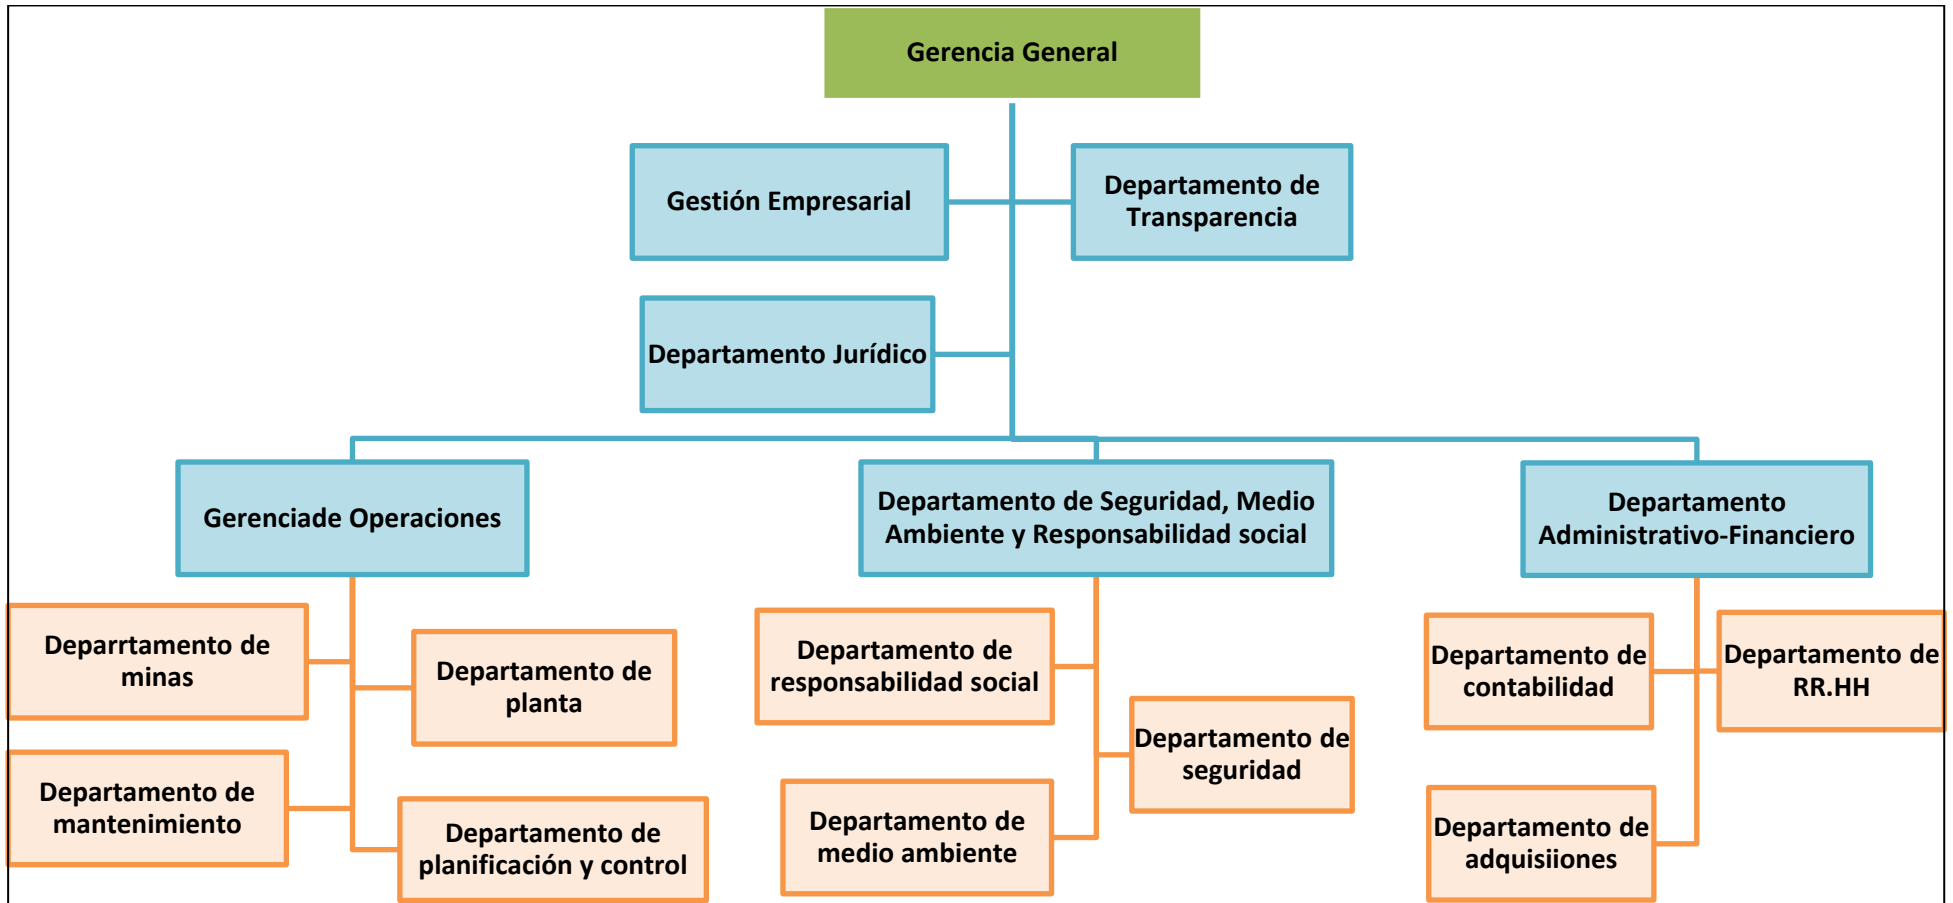 Gerencia General
Gestión Empresarial
Departamento de
Transparencia
Departamento Jurídico
Gerenciade Operaciones
Departamento de Seguridad, Medio
Ambiente y Responsabilidad social
Departamento
Administrativo-Financiero
Deparrtamento de
minas
Departamento de
planta
Departamento de
mantenimiento
Departamento de
planificación y control
Departamento de
responsabilidad social
Departamento de
seguridad
Departamento de
medio ambiente
Departamento de
contabilidad
Departamento de
RR.HH
Departamento de
adquisiiones